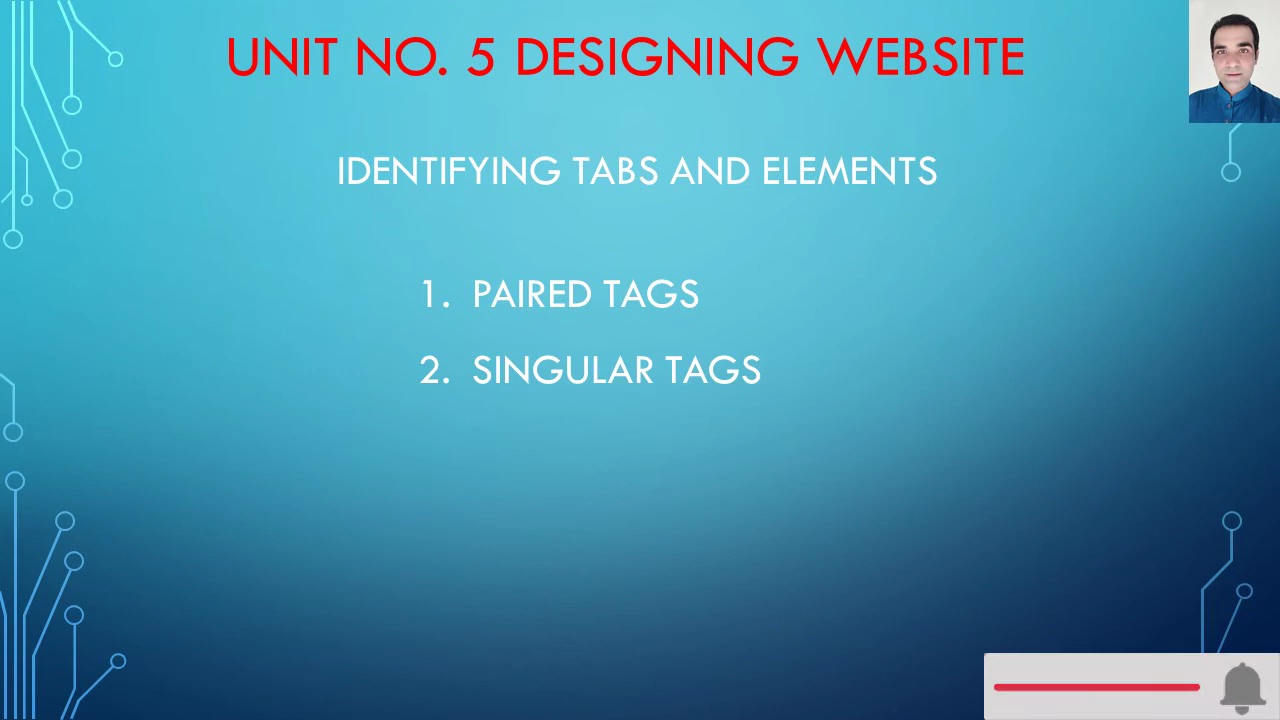 UNIT NO. 5 DESIGNING WEBSITE
IDENTIFYING TABS AND ELEMENTS
1. PAIRED TAGS
2. SINGULAR TAGS